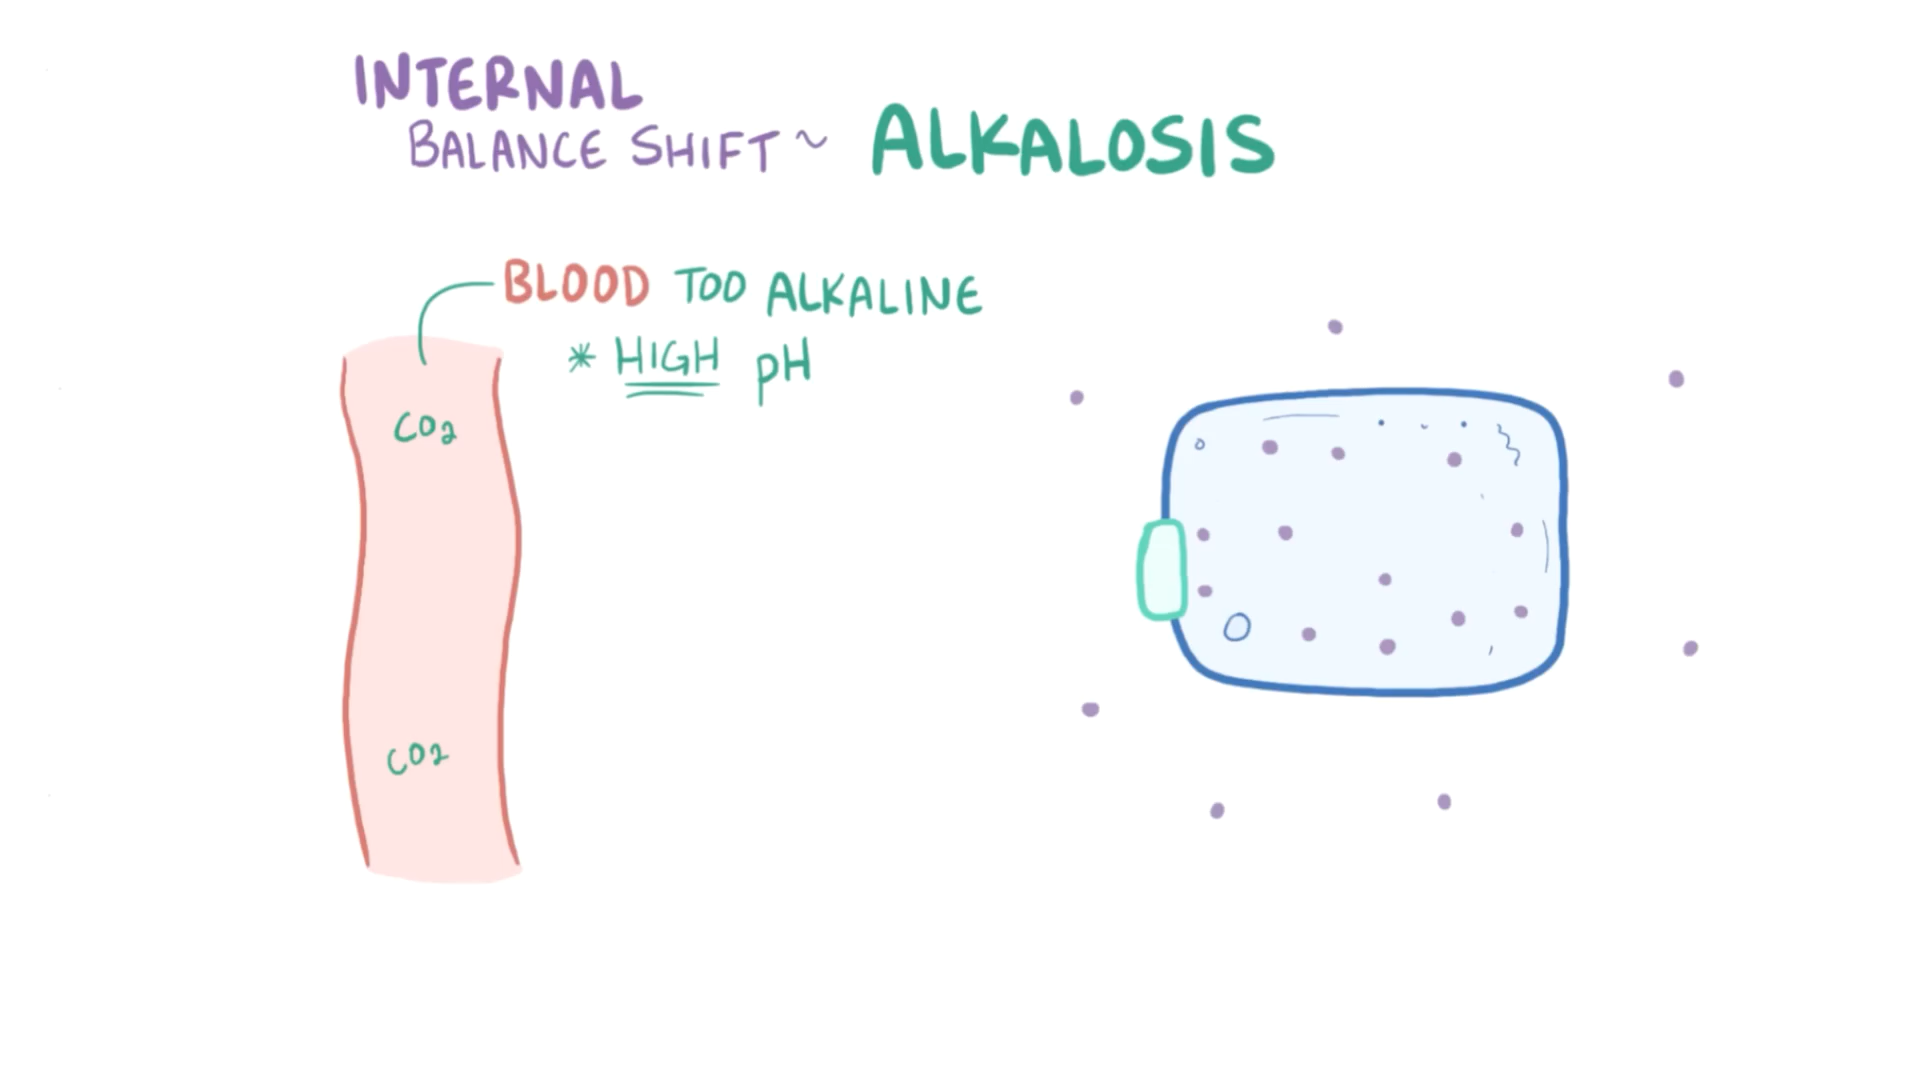 INTERNAL
BALANCE SHIFT ~ ALKALOSIS
BLOOD TOO ALKALINE
* HIGH pH
CO2
CO2